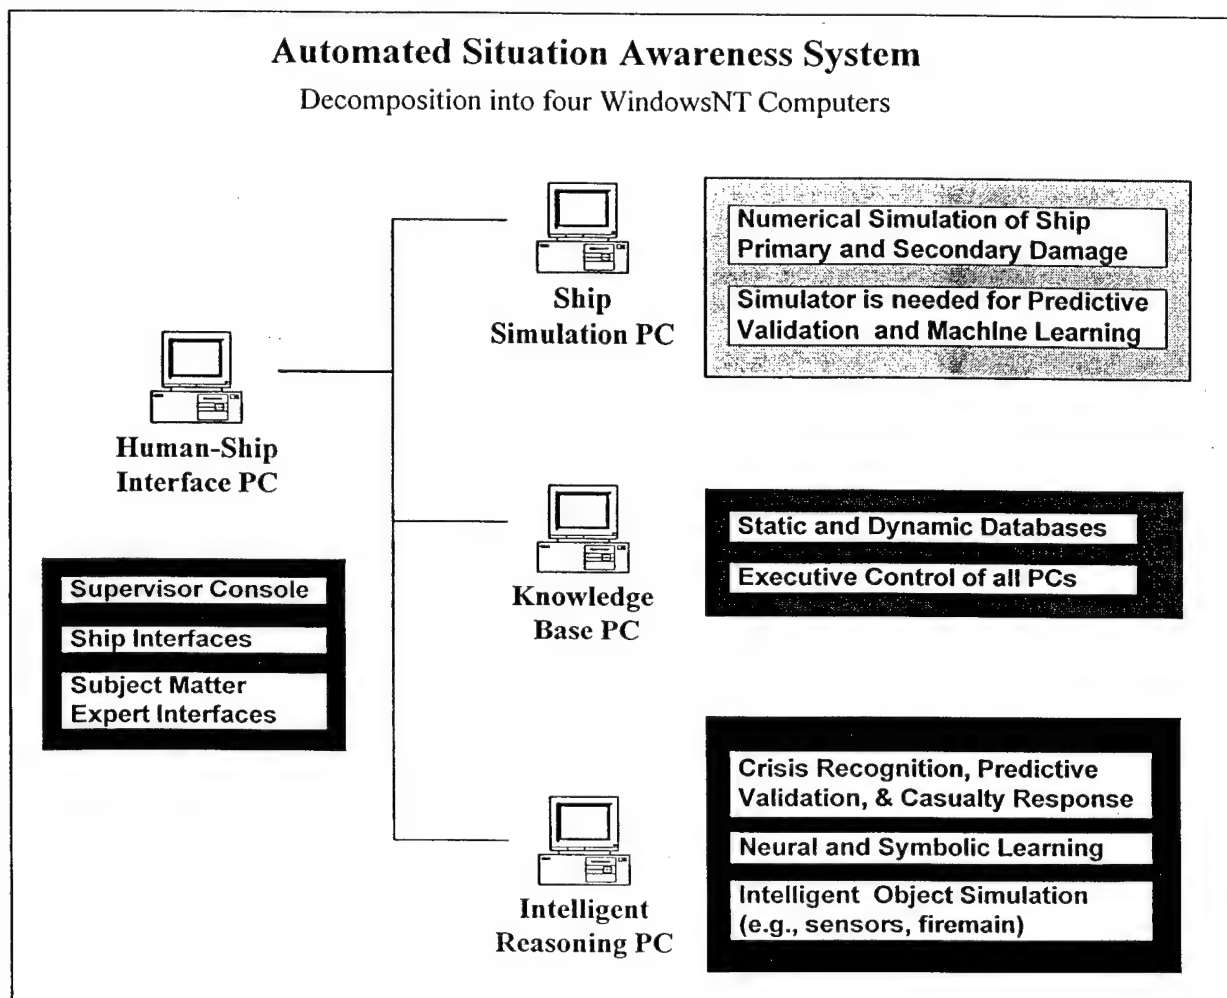 Automated Situation Awareness System
Decomposition into four WindowsNT Computers
Ship
Simulation PC
Numerical Simulation of Ship
Primary and Secondary Damage
Simulator is needed for Predictive
Validation and Machine Learning
Human-Ship
Interface PC
Supervisor Console
Ship Interfaces
Subject Matter
Expert Interfaces
Knowledge
Base PC
Static and Dynamic Databases
Executive Control of all PCs
Intelligent
Reasoning PC
Crisis Recognition, Predictive
Validation, & Casualty Response
Neural and Symbolic Learning
Intelligent Object Simulation
(e.g., sensors, firemain)